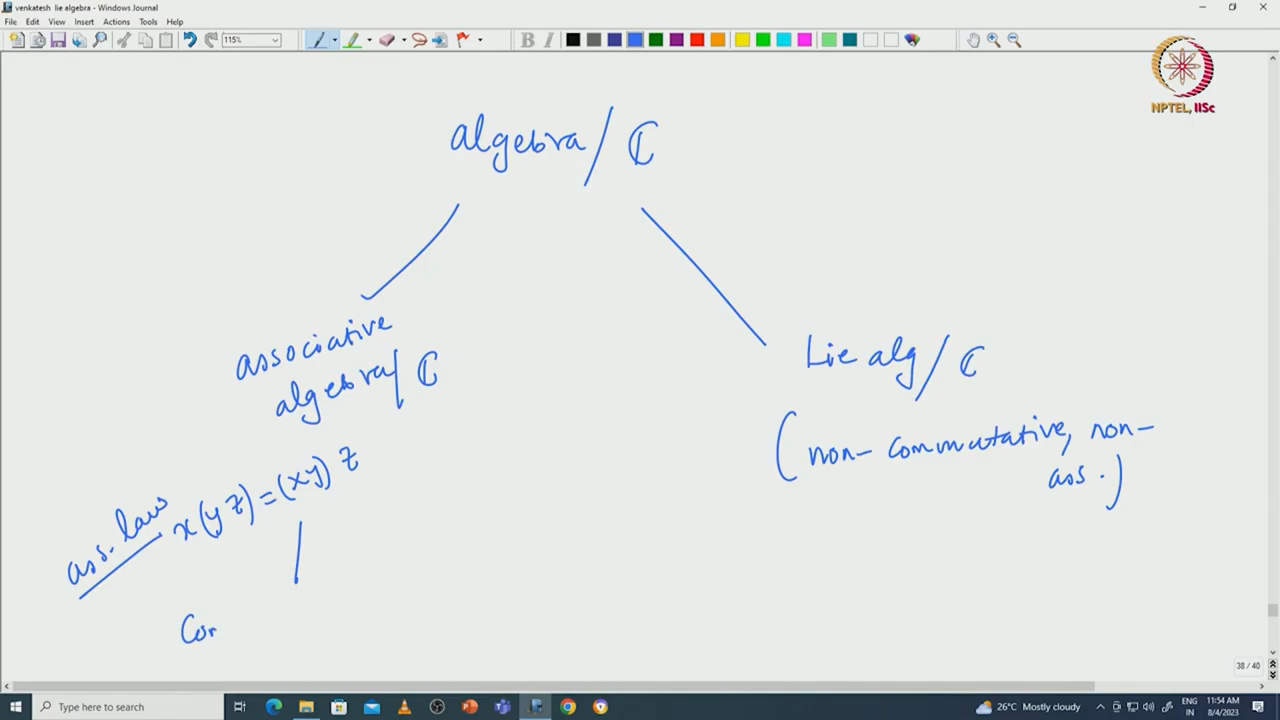 venkatesh lie algebra - Windows Journal
File Edit View Insert Actions Tools Help
115%
B I
NPTEL, IISc
algebra / ℂ
associative
algebra / ℂ
Lie alg / ℂ
(non-commutative, non-
ass.)
ass. law x(yz) = (xy)z
Com
38 / 40
Type here to search
26°C Mostly cloudy
ENG
IN
11:54 AM
8/4/2023